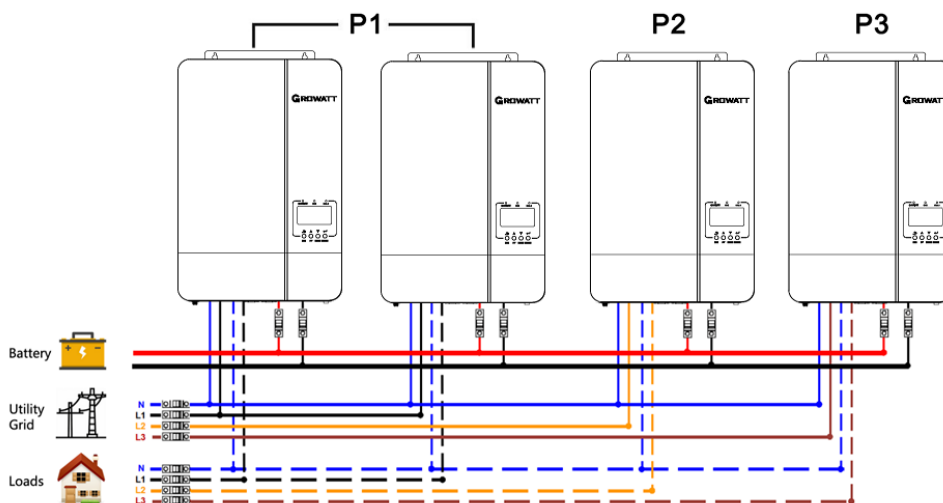 P1
P2
P3
GROWATT
GROWATT
GROWATT
GROWATT
Battery
Utility
Grid
N
L1
L2
L3
Loads
N
L1
L2
L3